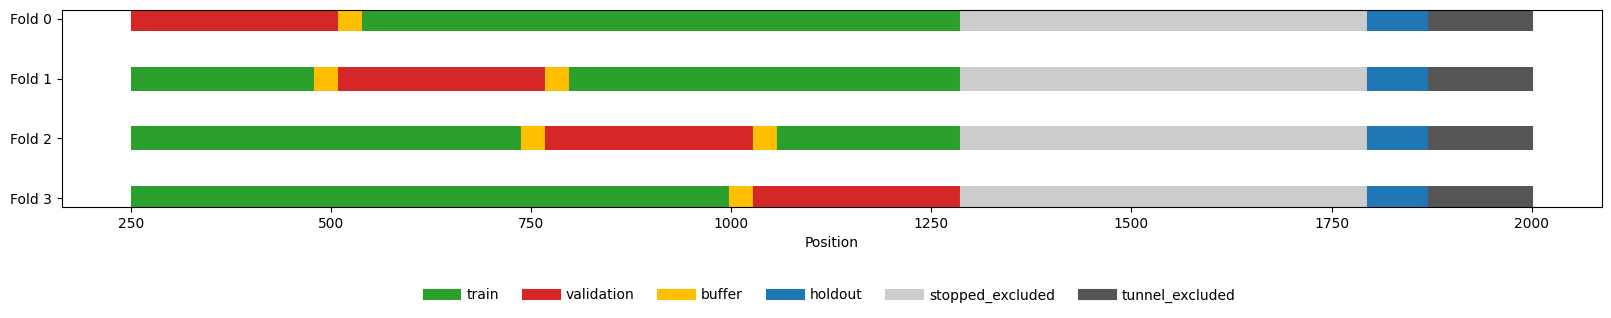 Fold 0
Fold 1
Fold 2
Fold 3
250 500 750 1000 1250 1500 1750 2000
Position
train validation buffer holdout stopped_excluded tunnel_excluded